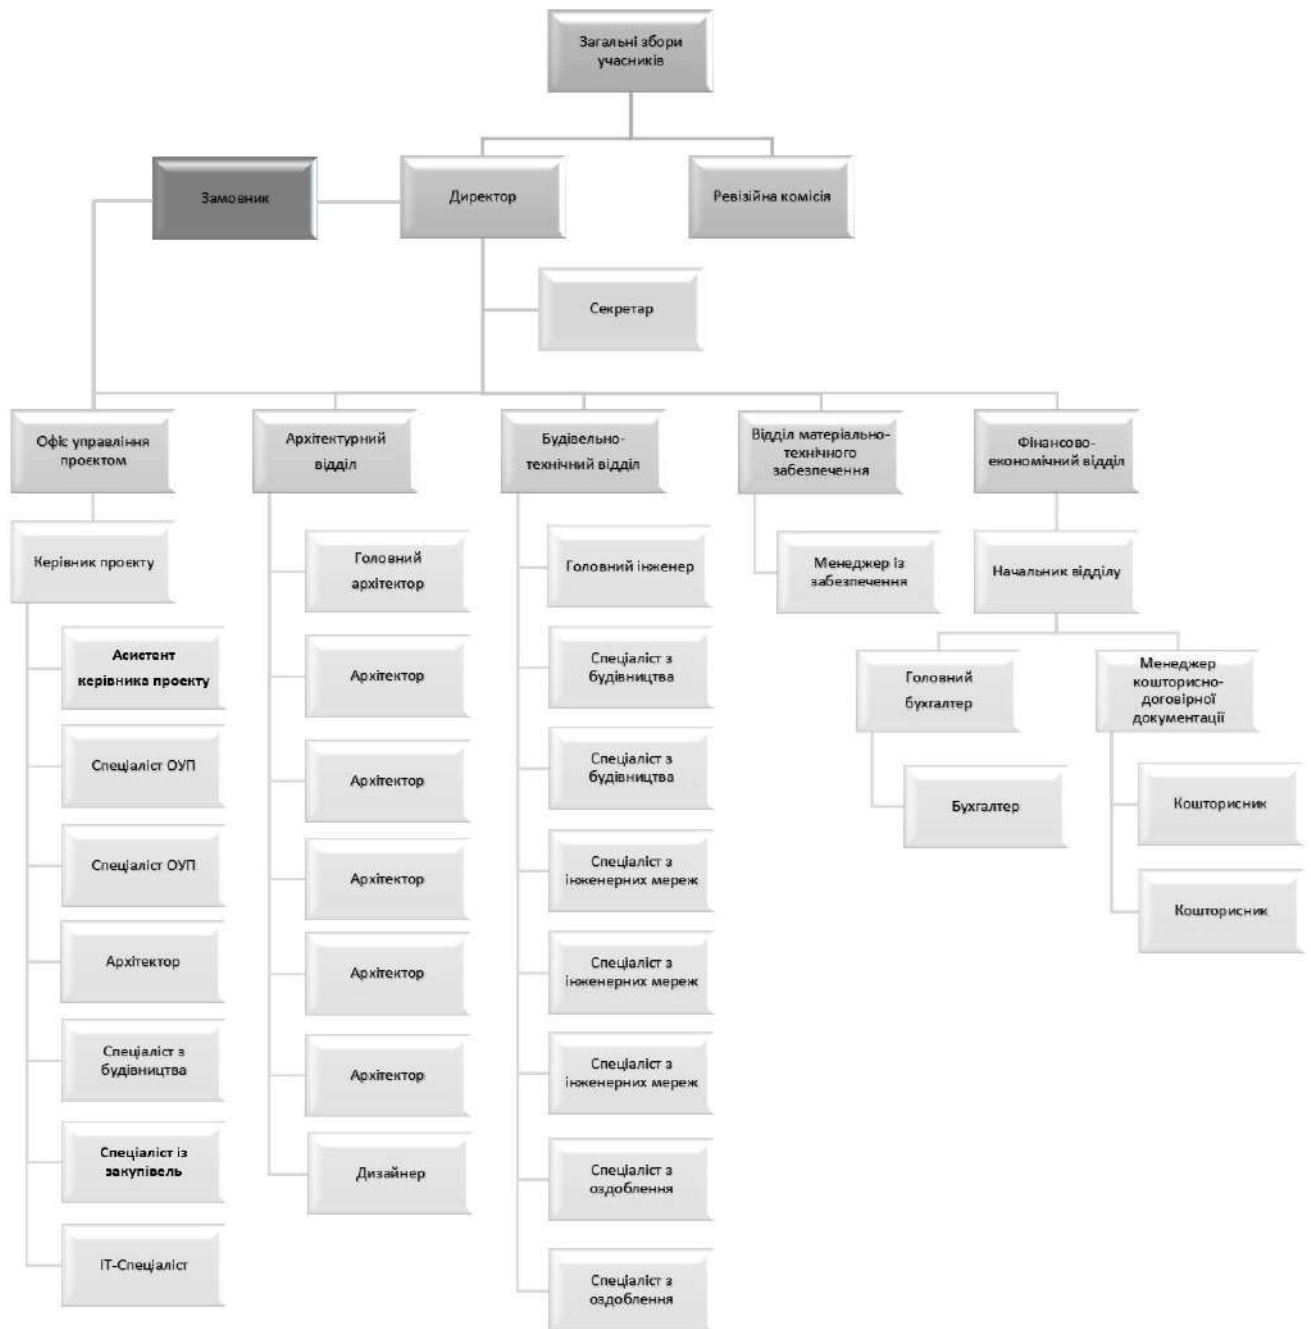 Загальні збори
учасників
Замовник
Директор
Ревізійна комісія
Секретар
Офіс управління
проєктом
Архітектурний
відділ
Будівельно-
технічний відділ
Відділ матеріально-
технічного
забезпечення
Фінансово-
економічний відділ
Керівник проекту
Асистент
керівника проекту
Спеціаліст ОУП
Спеціаліст ОУП
Архітектор
Спеціаліст з
будівництва
Спеціаліст із
закупівель
ІТ-Спеціаліст
Головний
архітектор
Архітектор
Архітектор
Архітектор
Архітектор
Архітектор
Дизайнер
Головний інженер
Спеціаліст з
будівництва
Спеціаліст з
будівництва
Спеціаліст з
інженерних мереж
Спеціаліст з
інженерних мереж
Спеціаліст з
інженерних мереж
Спеціаліст з
оздоблення
Спеціаліст з
оздоблення
Менеджер із
забезпечення
Начальник відділу
Головний
бухгалтер
Бухгалтер
Менеджер
кошторисно-
договірної
документації
Кошторисник
Кошторисник